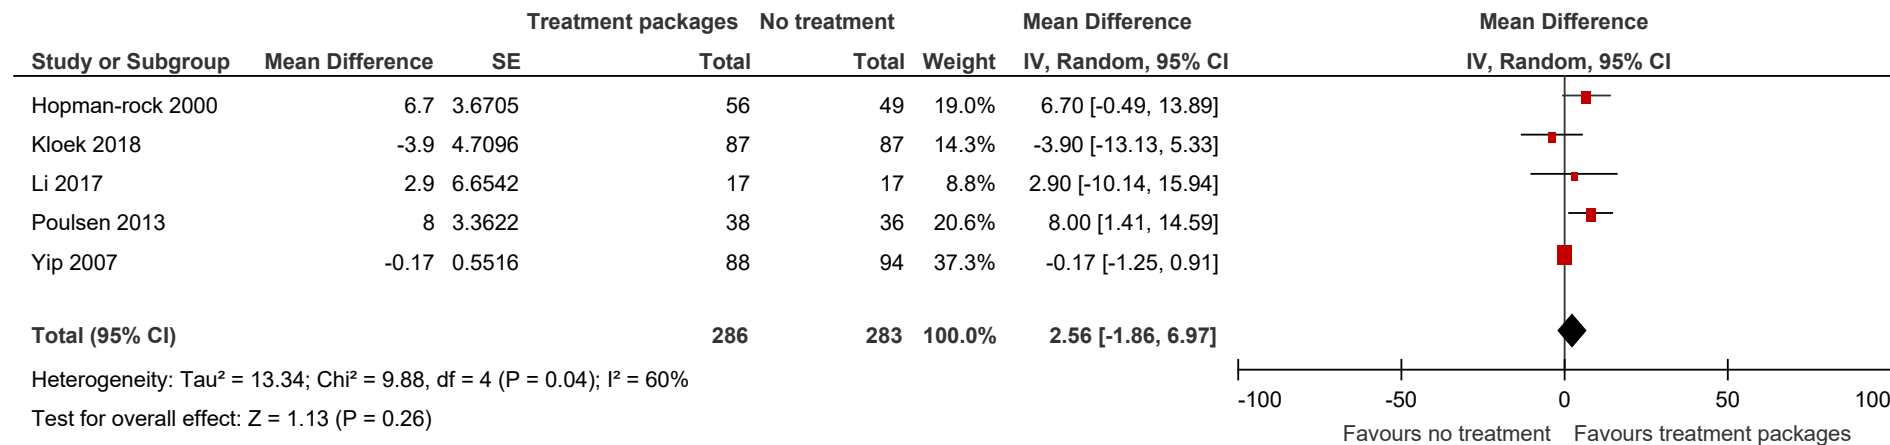 Treatment packages No treatment Mean Difference Mean Difference
Study or Subgroup Mean Difference SE Total Total Weight IV, Random, 95% CI IV, Random, 95% CI
Hopman-rock 2000 6.7 3.6705 56 49 19.0% 6.70 [-0.49, 13.89]
Kloek 2018 -3.9 4.7096 87 87 14.3% -3.90 [-13.13, 5.33]
Li 2017 2.9 6.6542 17 17 8.8% 2.90 [-10.14, 15.94]
Poulsen 2013 8 3.3622 38 36 20.6% 8.00 [1.41, 14.59]
Yip 2007 -0.17 0.5516 88 94 37.3% -0.17 [-1.25, 0.91]
Total (95% CI) 286 283 100.0% 2.56 [-1.86, 6.97]
Heterogeneity: Tau² = 13.34; Chi² = 9.88, df = 4 (P = 0.04); I² = 60%
Test for overall effect: Z = 1.13 (P = 0.26)
-100 -50 0 50 100
Favours no treatment Favours treatment packages